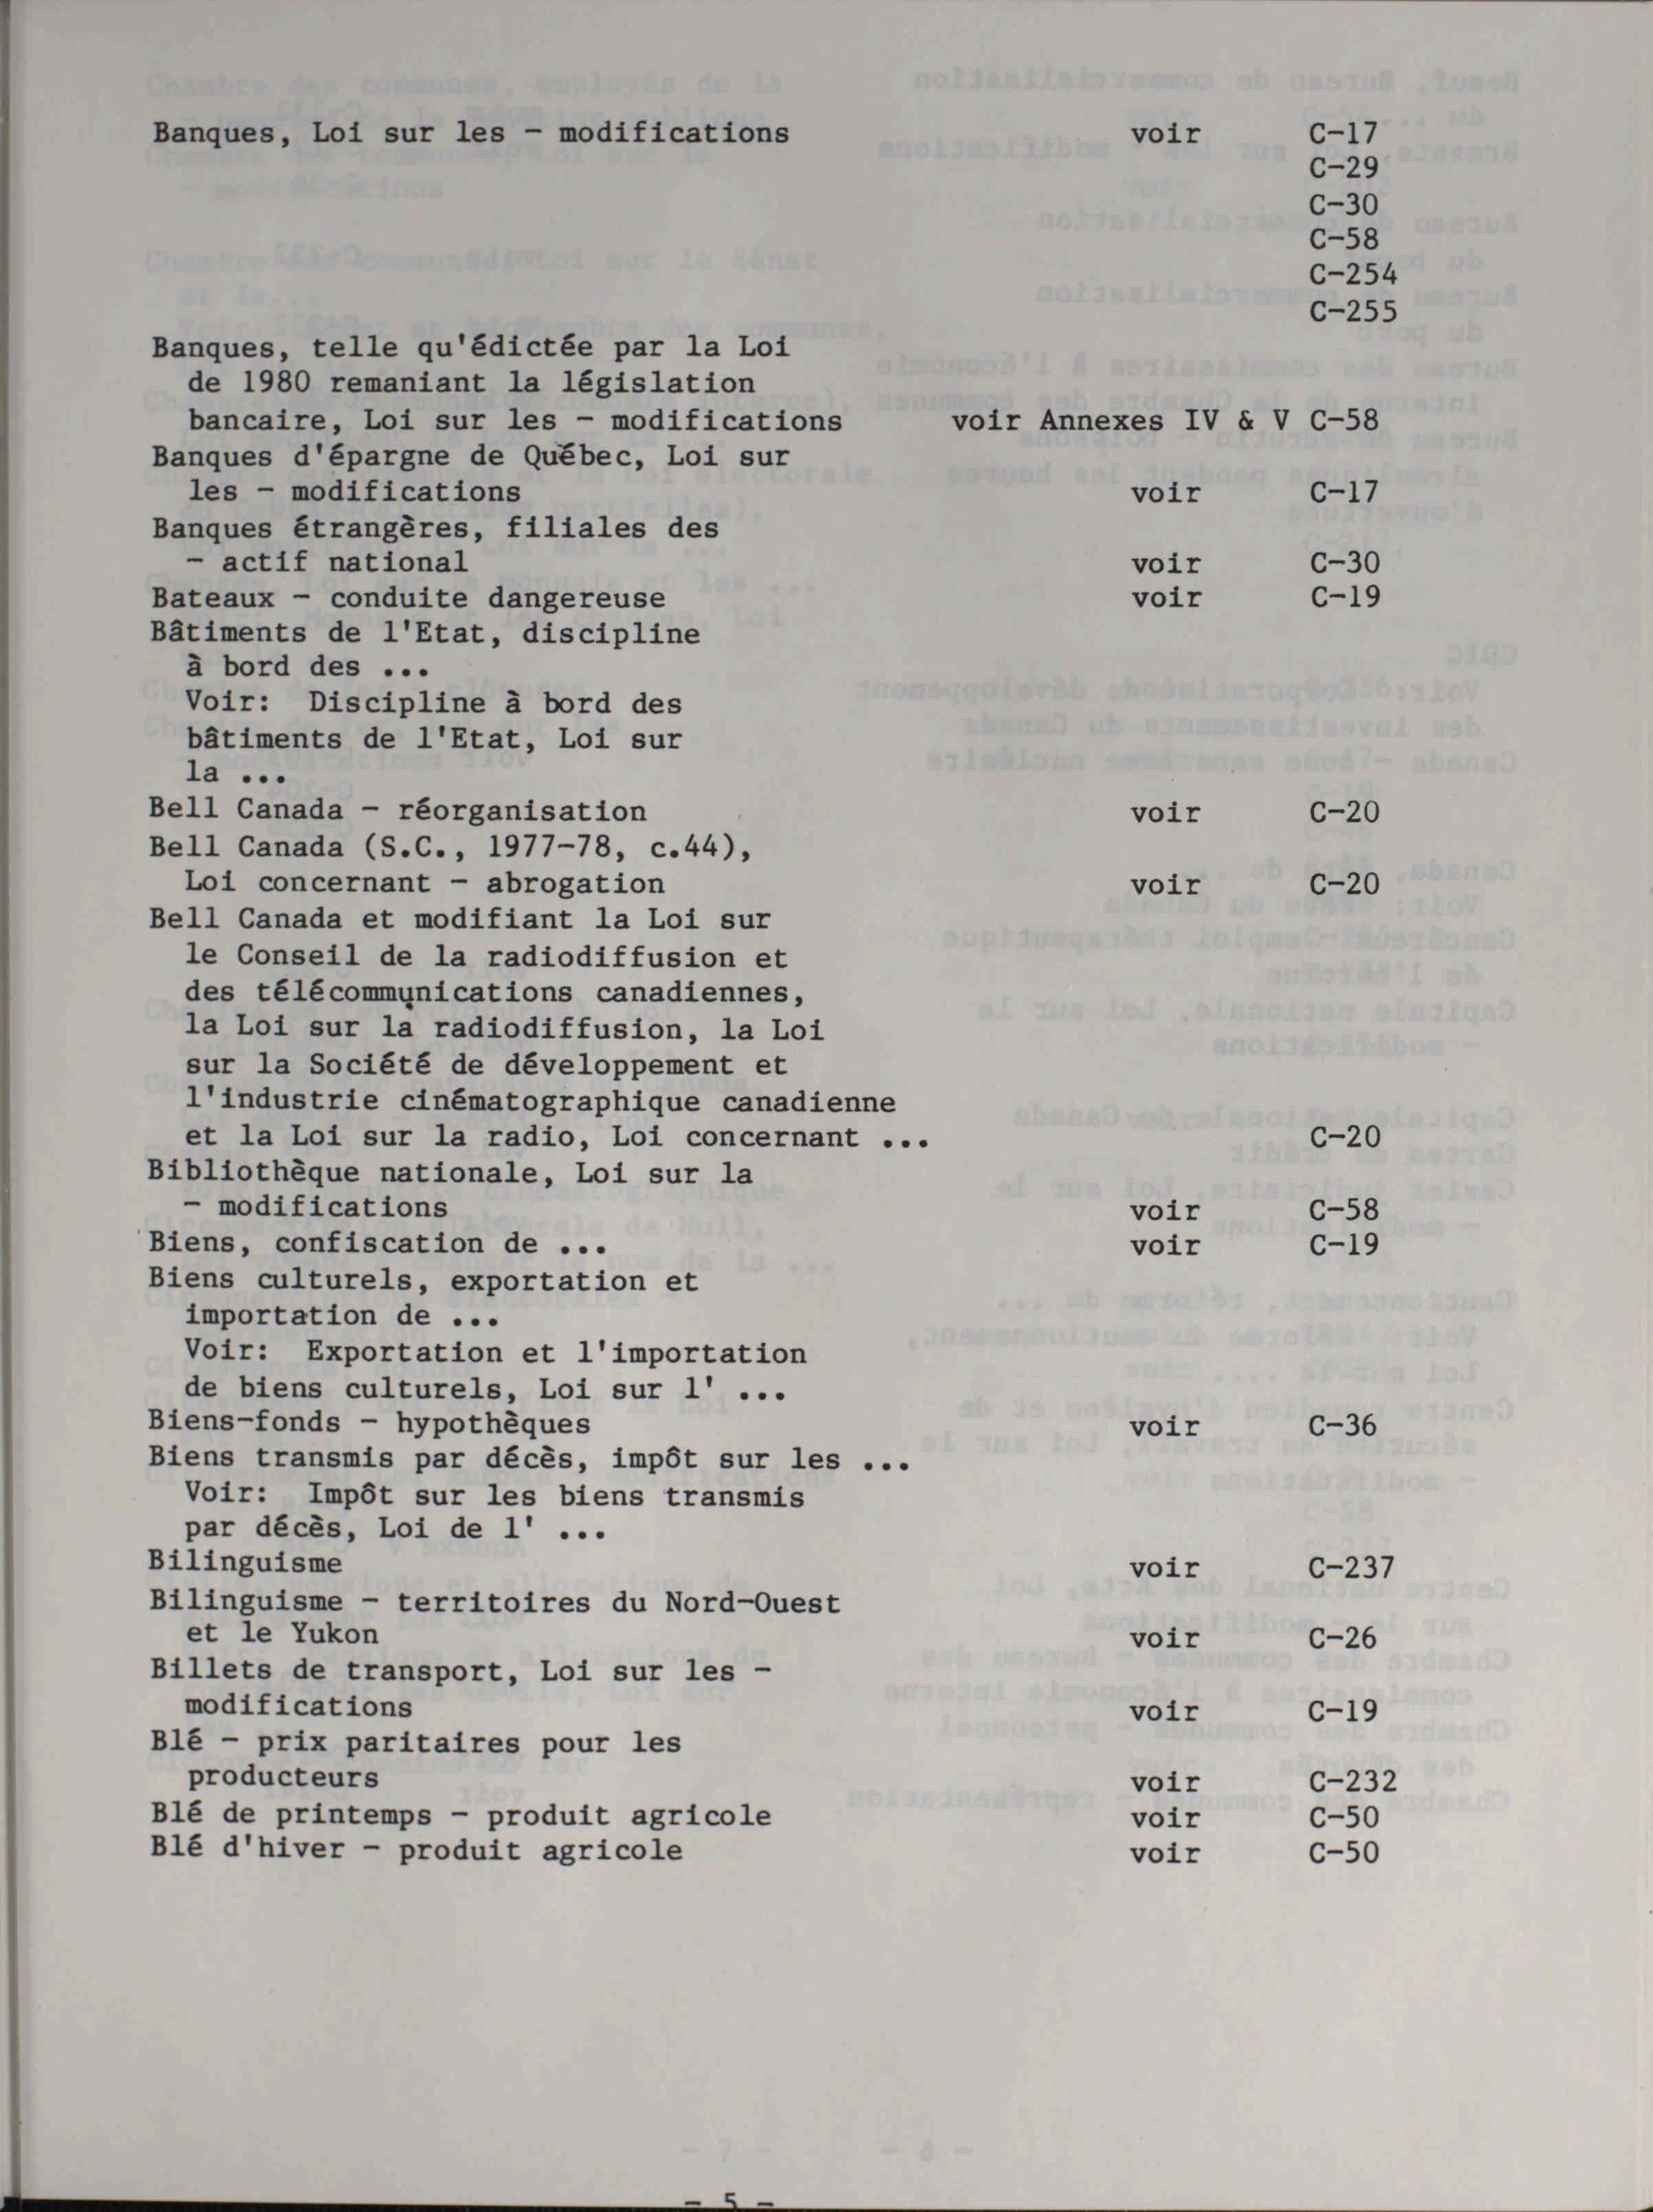 Banques, Loi sur les - modifications voir C-17
C-29
C-30
C-58
C-254
C-255
Banques, telle qu'édictée par la Loi
de 1980 remaniant la législation
bancaire, Loi sur les - modifications voir Annexes IV & V C-58
Banques d'épargne de Québec, Loi sur
les - modifications voir C-17
Banques étrangères, filiales des
- actif national voir C-30
Bateaux - conduite dangereuse voir C-19
Bâtiments de l'Etat, discipline
à bord des ...
Voir: Discipline à bord des
bâtiments de l'Etat, Loi sur
la ...
Bell Canada - réorganisation voir C-20
Bell Canada (S.C., 1977-78, c.44),
Loi concernant - abrogation voir C-20
Bell Canada et modifiant la Loi sur
le Conseil de la radiodiffusion et
des télécommunications canadiennes,
la Loi sur la radiodiffusion, la Loi
sur la Société de développement et
l'industrie cinématographique canadienne
et la Loi sur la radio, Loi concernant ... C-20
Bibliothèque nationale, Loi sur la
- modifications voir C-58
Biens, confiscation de ... voir C-19
Biens culturels, exportation et
importation de ...
Voir: Exportation et l'importation
de biens culturels, Loi sur l' ...
Biens-fonds - hypothèques voir C-36
Biens transmis par décès, impôt sur les ...
Voir: Impôt sur les biens transmis
par décès, Loi de l' ...
Bilinguisme voir C-237
Bilinguisme - territoires du Nord-Ouest
et le Yukon voir C-26
Billets de transport, Loi sur les -
modifications voir C-19
Blé - prix paritaires pour les
producteurs voir C-232
Blé de printemps - produit agricole voir C-50
Blé d'hiver - produit agricole voir C-50
- 5 -